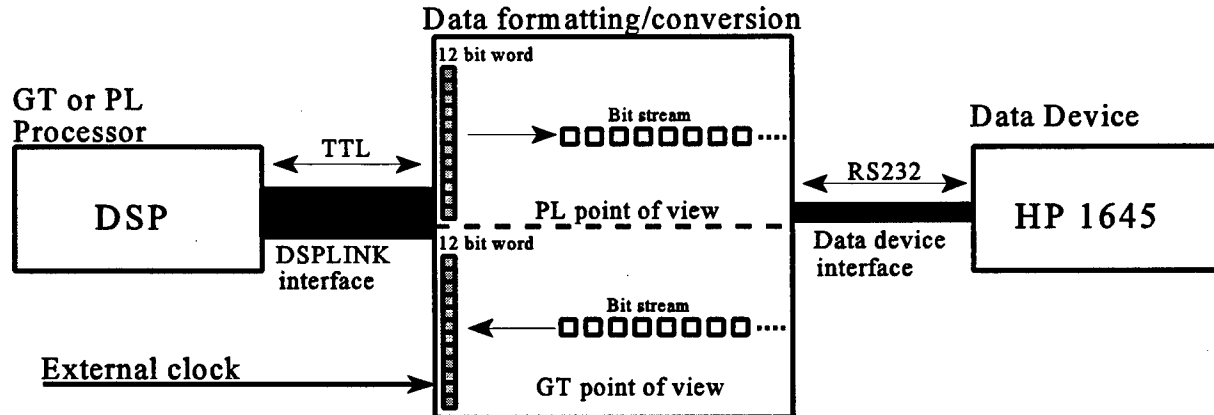 Data formatting/conversion
12 bit word
GT or PL
Processor
Bit stream
Data Device
TTL
RS232
DSP
PL point of view
HP 1645
12 bit word
DSPLINK
interface
Data device
interface
Bit stream
External clock
GT point of view